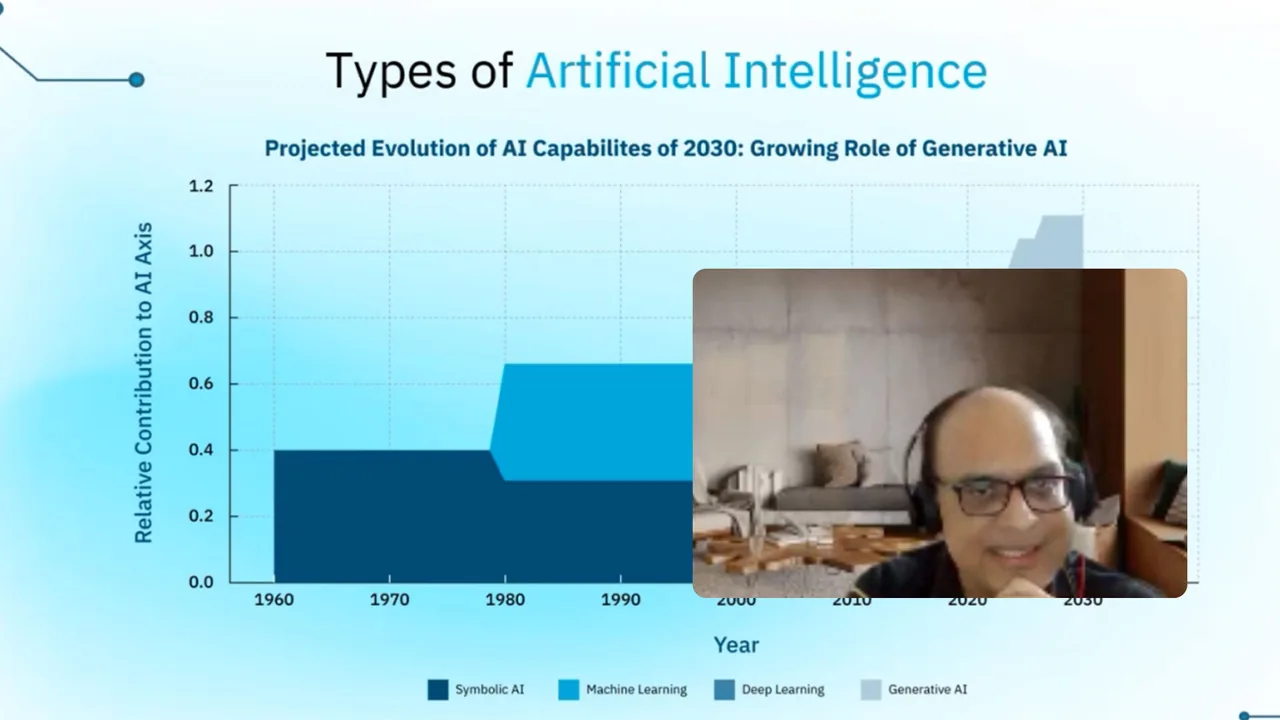 Types of Artificial Intelligence
Projected Evolution of AI Capabilites of 2030: Growing Role of Generative AI
Relative Contribution to AI Axis
1.2
1.0
0.8
0.6
0.4
0.2
0.0
1960 1970 1980 1990 2000 2010 2020 2030
Year
Symbolic AI Machine Learning Deep Learning Generative AI